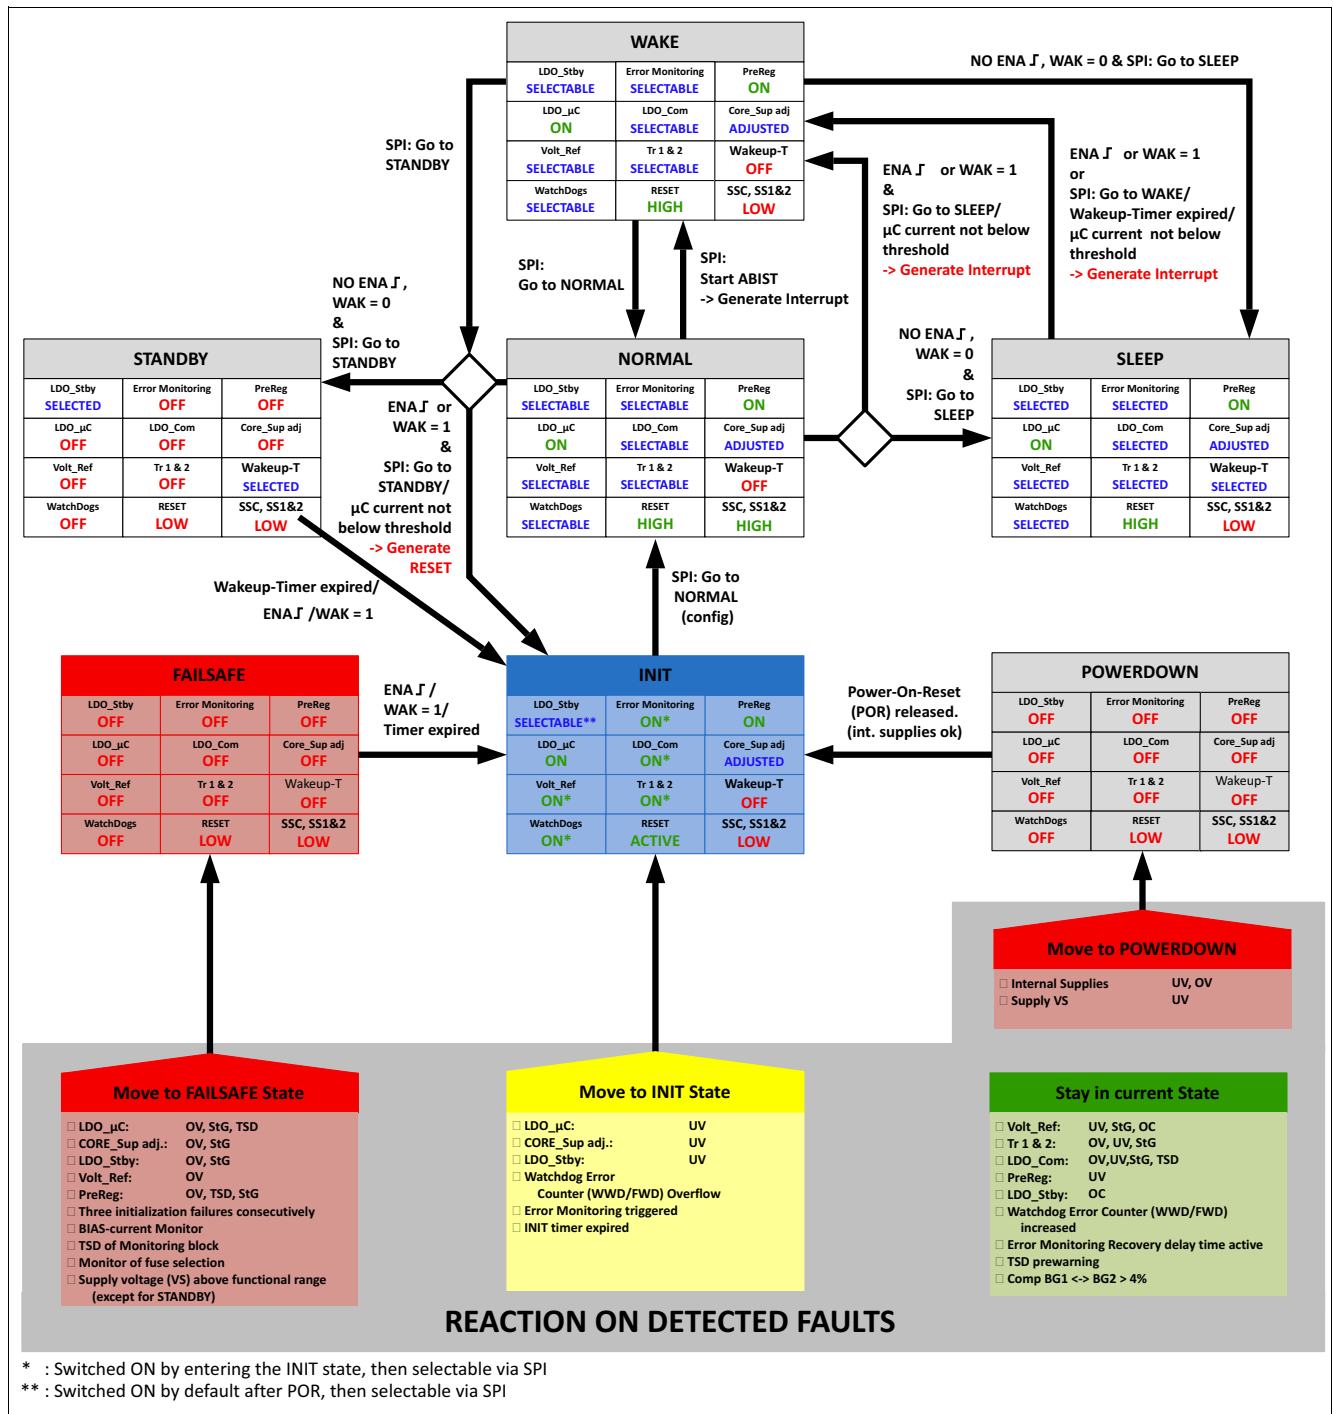 WAKE
LDO_Stby Error Monitoring PreReg
SELECTABLE SELECTABLE ON
LDO_µC LDO_Com Core_Sup adj
ON SELECTABLE ADJUSTED
Volt_Ref Tr 1 & 2 Wakeup-T
SELECTABLE SELECTABLE OFF
WatchDogs RESET SSC, SS1&2
SELECTABLE HIGH LOW
NO ENA, WAK = 0 & SPI: Go to SLEEP
SPI: Go to
STANDBY
ENA or WAK = 1
&
SPI: Go to SLEEP/
µC current not below
threshold
-> Generate Interrupt
ENA or WAK = 1
or
SPI: Go to WAKE/
Wakeup-Timer expired/
µC current not below
threshold
-> Generate Interrupt
SPI:
Go to NORMAL
SPI:
Start ABIST
-> Generate Interrupt
NO ENA,
WAK = 0
&
SPI: Go to
STANDBY
NO ENA,
WAK = 0
&
SPI: Go to
SLEEP
STANDBY
LDO_Stby Error Monitoring PreReg
SELECTED OFF OFF
LDO_µC LDO_Com Core_Sup adj
OFF OFF OFF
Volt_Ref Tr 1 & 2 Wakeup-T
OFF OFF SELECTED
WatchDogs RESET SSC, SS1&2
OFF LOW LOW
ENA or
WAK = 1
&
SPI: Go to
STANDBY/
µC current not
below threshold
-> Generate
RESET
NORMAL
LDO_Stby Error Monitoring PreReg
SELECTABLE SELECTABLE ON
LDO_µC LDO_Com Core_Sup adj
ON SELECTABLE ADJUSTED
Volt_Ref Tr 1 & 2 Wakeup-T
SELECTABLE SELECTABLE OFF
WatchDogs RESET SSC, SS1&2
SELECTABLE HIGH HIGH
SLEEP
LDO_Stby Error Monitoring PreReg
SELECTED SELECTED ON
LDO_µC LDO_Com Core_Sup adj
ON SELECTED ADJUSTED
Volt_Ref Tr 1 & 2 Wakeup-T
SELECTED SELECTED SELECTED
WatchDogs RESET SSC, SS1&2
SELECTED HIGH LOW
Wakeup-Timer expired/
ENA /WAK = 1
SPI: Go to
NORMAL
(config)
FAILSAFE
LDO_Stby Error Monitoring PreReg
OFF OFF OFF
LDO_µC LDO_Com Core_Sup adj
OFF OFF OFF
Volt_Ref Tr 1 & 2 Wakeup-T
OFF OFF OFF
WatchDogs RESET SSC, SS1&2
OFF LOW LOW
ENA /
WAK = 1/
Timer expired
INIT
LDO_Stby Error Monitoring PreReg
SELECTABLE** ON* ON
LDO_µC LDO_Com Core_Sup adj
ON ON* ADJUSTED
Volt_Ref Tr 1 & 2 Wakeup-T
ON* ON* OFF
WatchDogs RESET SSC, SS1&2
ON* ACTIVE LOW
Power-On-Reset
(POR) released.
(int. supplies ok)
POWERDOWN
LDO_Stby Error Monitoring PreReg
OFF OFF OFF
LDO_µC LDO_Com Core_Sup adj
OFF OFF OFF
Volt_Ref Tr 1 & 2 Wakeup-T
OFF OFF OFF
WatchDogs RESET SSC, SS1&2
OFF LOW LOW
Move to POWERDOWN
Internal Supplies UV, OV
Supply VS UV
Move to FAILSAFE State
LDO_µC: OV, StG, TSD
CORE_Sup adj.: OV, StG
LDO_Stby: OV, StG
Volt_Ref: OV
PreReg: OV, TSD, StG
Three initialization failures consecutively
BIAS-current Monitor
TSD of Monitoring block
Monitor of fuse selection
Supply voltage (VS) above functional range
(except for STANDBY)
Move to INIT State
LDO_µC: UV
CORE_Sup adj.: UV
LDO_Stby: UV
Watchdog Error
Counter (WWD/FWD) Overflow
Error Monitoring triggered
INIT timer expired
Stay in current State
Volt_Ref: UV, StG, OC
Tr 1 & 2: OV, UV, StG
LDO_Com: OV,UV,StG, TSD
PreReg: UV
LDO_Stby: OC
Watchdog Error Counter (WWD/FWD)
increased
Error Monitoring Recovery delay time active
TSD prewarning
Comp BG1 <-> BG2 > 4%
REACTION ON DETECTED FAULTS
* : Switched ON by entering the INIT state, then selectable via SPI
** : Switched ON by default after POR, then selectable via SPI